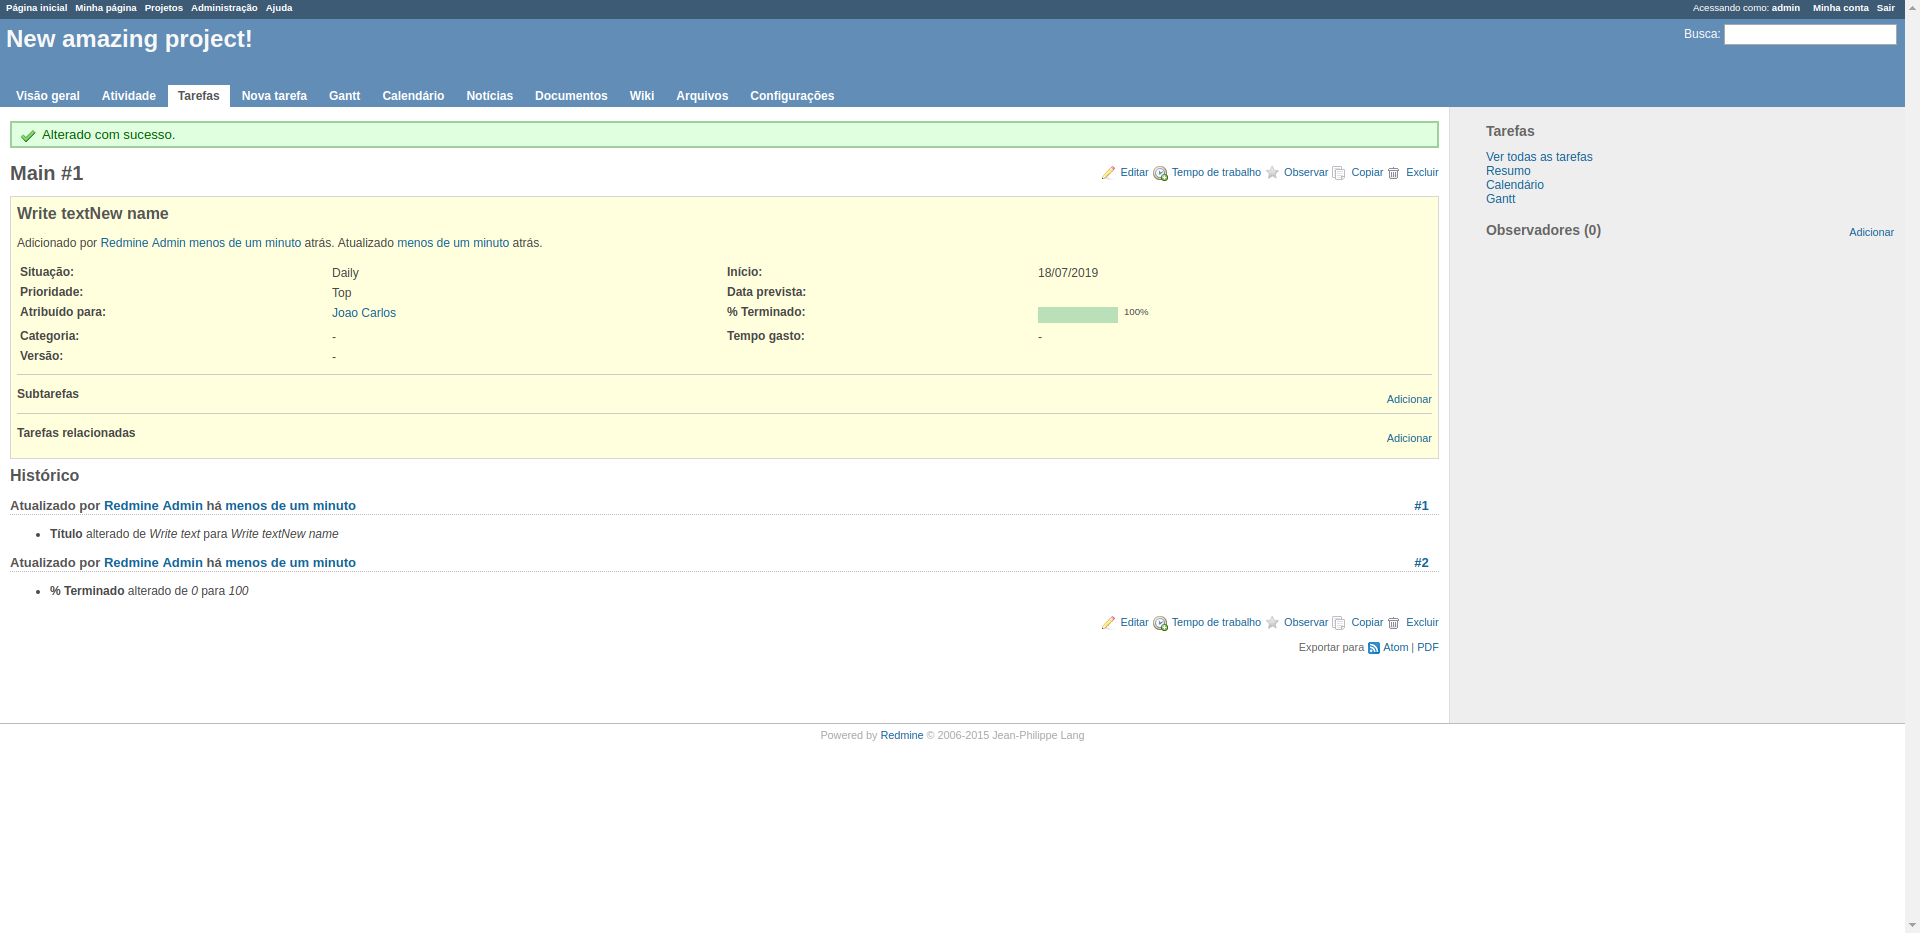 Página inicial Minha página Projetos Administração Ajuda Acessando como: admin Minha conta Sair
New amazing project! Busca:
Visão geral Atividade Tarefas Nova tarefa Gantt Calendário Notícias Documentos Wiki Arquivos Configurações
Alterado com sucesso.
Main #1 Editar Tempo de trabalho Observar Copiar Excluir
Write textNew name
Adicionado por Redmine Admin menos de um minuto atrás. Atualizado menos de um minuto atrás.
Situação: Daily Início: 18/07/2019
Prioridade: Top Data prevista:
Atribuído para: Joao Carlos % Terminado: 100%
Categoria: - Tempo gasto: -
Versão: -
Subtarefas Adicionar
Tarefas relacionadas Adicionar
Histórico
Atualizado por Redmine Admin há menos de um minuto #1
• Título alterado de Write text para Write textNew name
Atualizado por Redmine Admin há menos de um minuto #2
• % Terminado alterado de 0 para 100
Editar Tempo de trabalho Observar Copiar Excluir
Exportar para Atom | PDF
Tarefas
Ver todas as tarefas
Resumo
Calendário
Gantt
Observadores (0) Adicionar
Powered by Redmine © 2006-2015 Jean-Philippe Lang